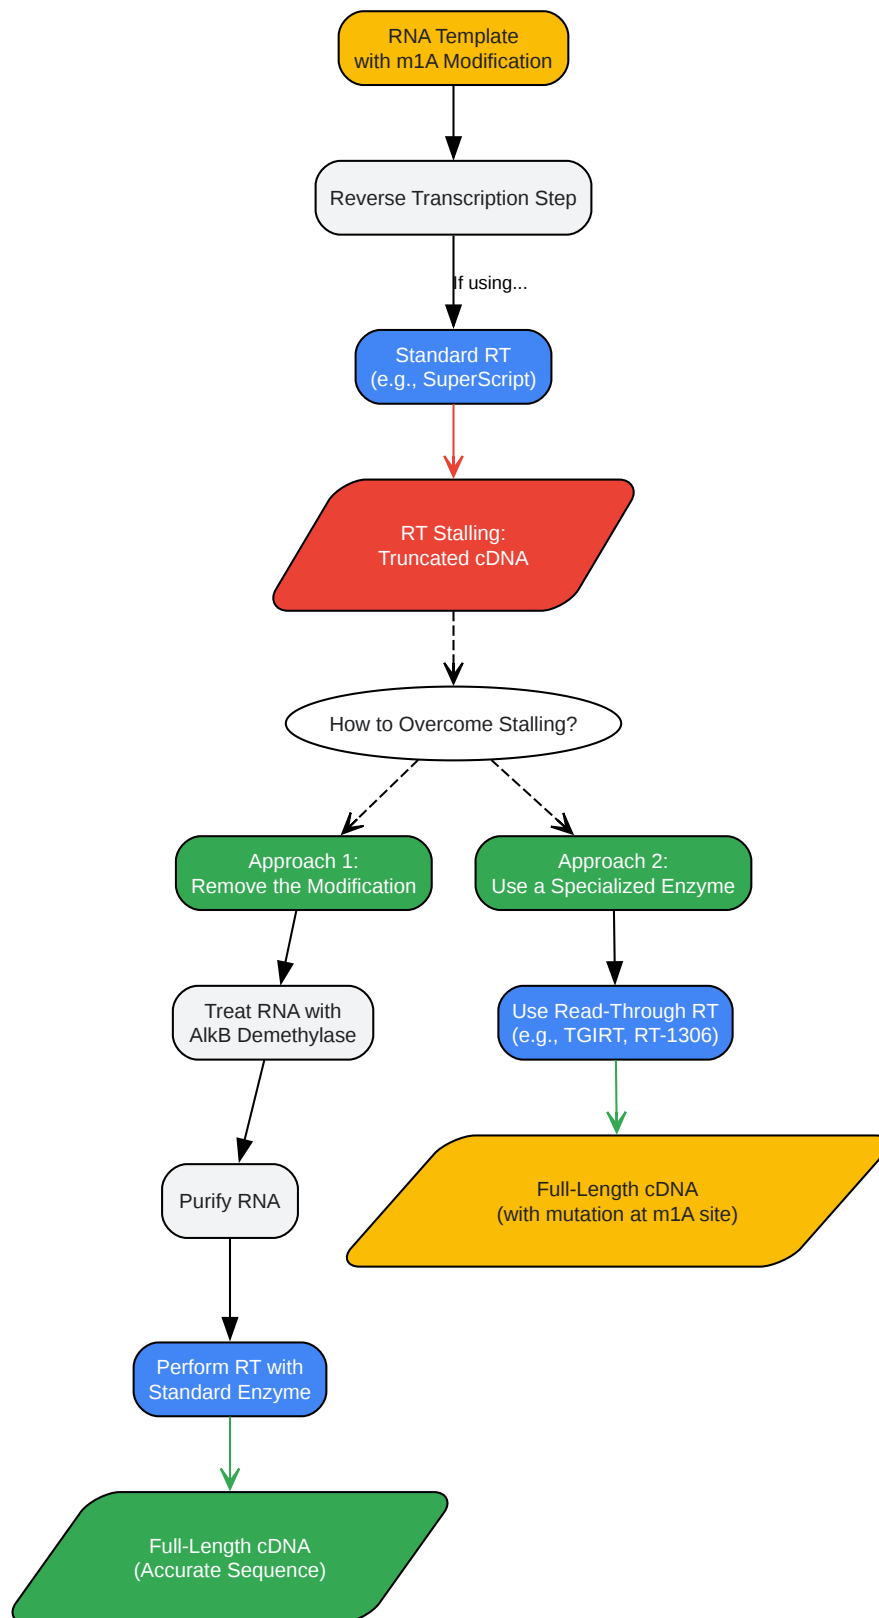 RNA Template
with m1A Modification
Reverse Transcription Step
If using...
Standard RT
(e.g., SuperScript)
RT Stalling:
Truncated cDNA
How to Overcome Stalling?
Approach 1:
Remove the Modification
Approach 2:
Use a Specialized Enzyme
Treat RNA with
AlkB Demethylase
Use Read-Through RT
(e.g., TGIRT, RT-1306)
Purify RNA
Full-Length cDNA
(with mutation at m1A site)
Perform RT with
Standard Enzyme
Full-Length cDNA
(Accurate Sequence)